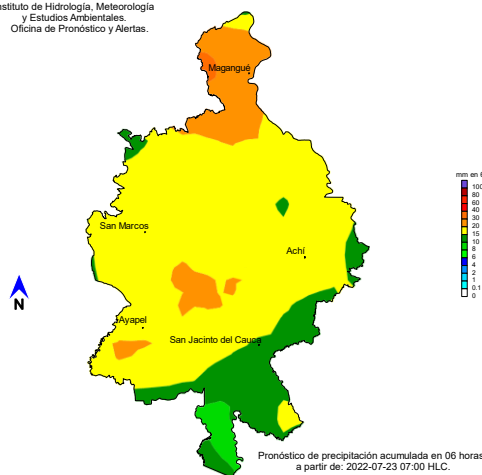 nstituto de Hidrología, Meteorología
y Estudios Ambientales.
Oficina de Pronóstico y Alertas.
Magangué
San Marcos
Achí
Ayapel
San Jacinto del Cauca
N
mm en 6
100
80
60
40
30
20
15
10
8
6
4
2
1
0.1
0
Pronóstico de precipitación acumulada en 06 horas
a partir de: 2022-07-23 07:00 HLC.